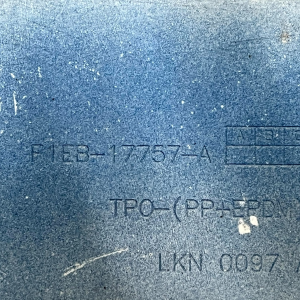 F1EB-17757-A
TPO-(PP+EPDM)
LKN 0097